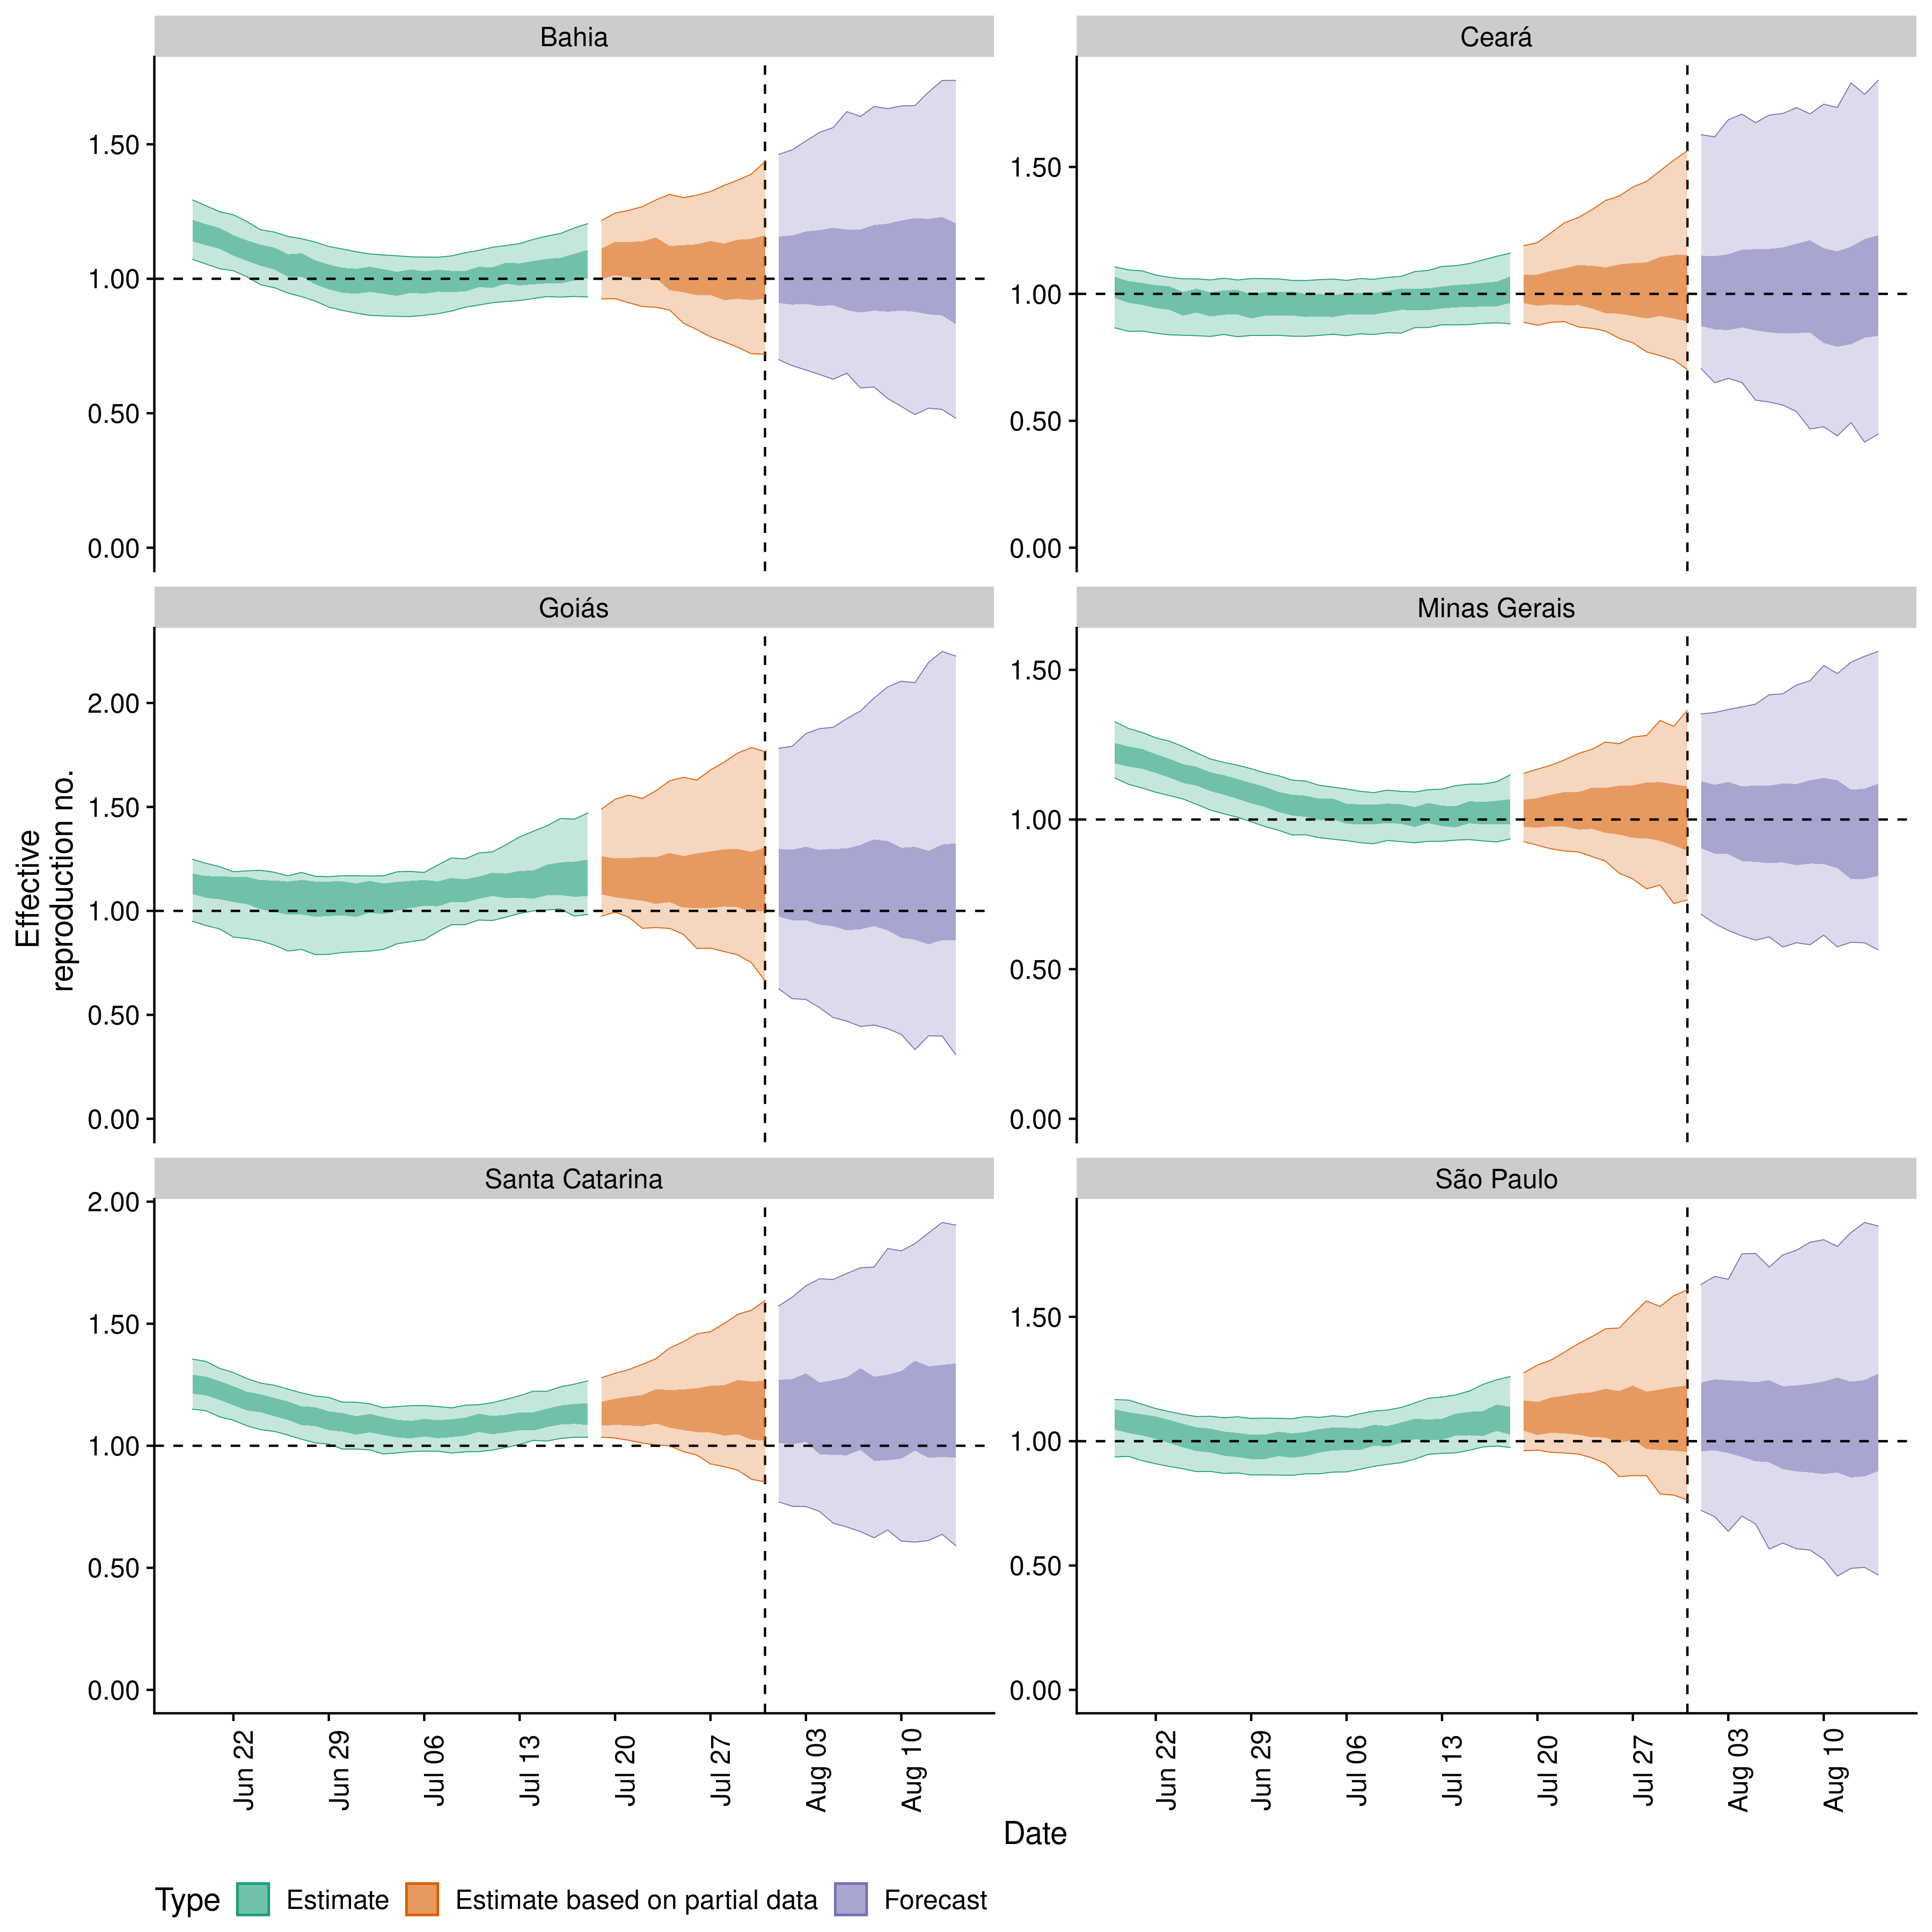 Bahia
Ceará
1.50
1.00
0.50
0.00
1.50
1.00
0.50
0.00
Goiás
Minas Gerais
2.00
1.50
1.00
0.50
0.00
1.50
1.00
0.50
0.00
Effective
reproduction no.
Santa Catarina
São Paulo
2.00
1.50
1.00
0.50
0.00
1.50
1.00
0.50
0.00
Jun 22
Jun 29
Jul 06
Jul 13
Jul 20
Jul 27
Aug 03
Aug 10
Jun 22
Jun 29
Jul 06
Jul 13
Jul 20
Jul 27
Aug 03
Aug 10
Date
Type Estimate Estimate based on partial data Forecast